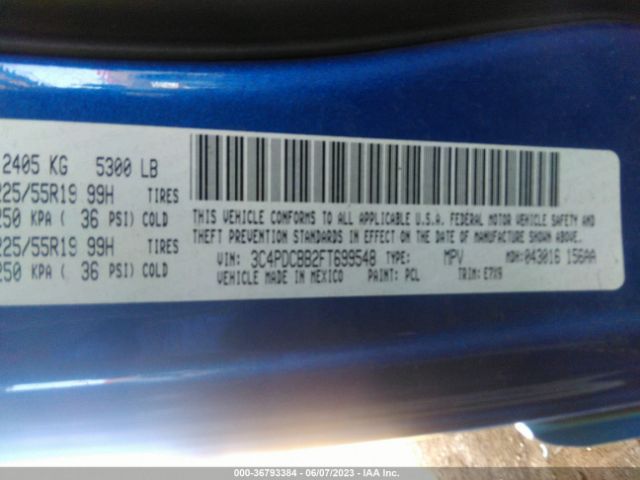 2405 KG 5300 LB
225/55R19 99H TIRES
250 KPA ( 36 PSI) COLD
225/55R19 99H TIRES
250 KPA ( 36 PSI) COLD
THIS VEHICLE CONFORMS TO ALL APPLICABLE U.S.A. FEDERAL MOTOR VEHICLE SAFETY AND
THEFT PREVENTION STANDARDS IN EFFECT ON THE DATE OF MANUFACTURE SHOWN ABOVE.
VIN: 3C4PDCBB2FT699548 TYPE: MPV MDH: 043016 156AA
VEHICLE MADE IN MEXICO PAINT: PCL TRIM: E7X9
000-36793384 - 06/07/2023 - IAA Inc.